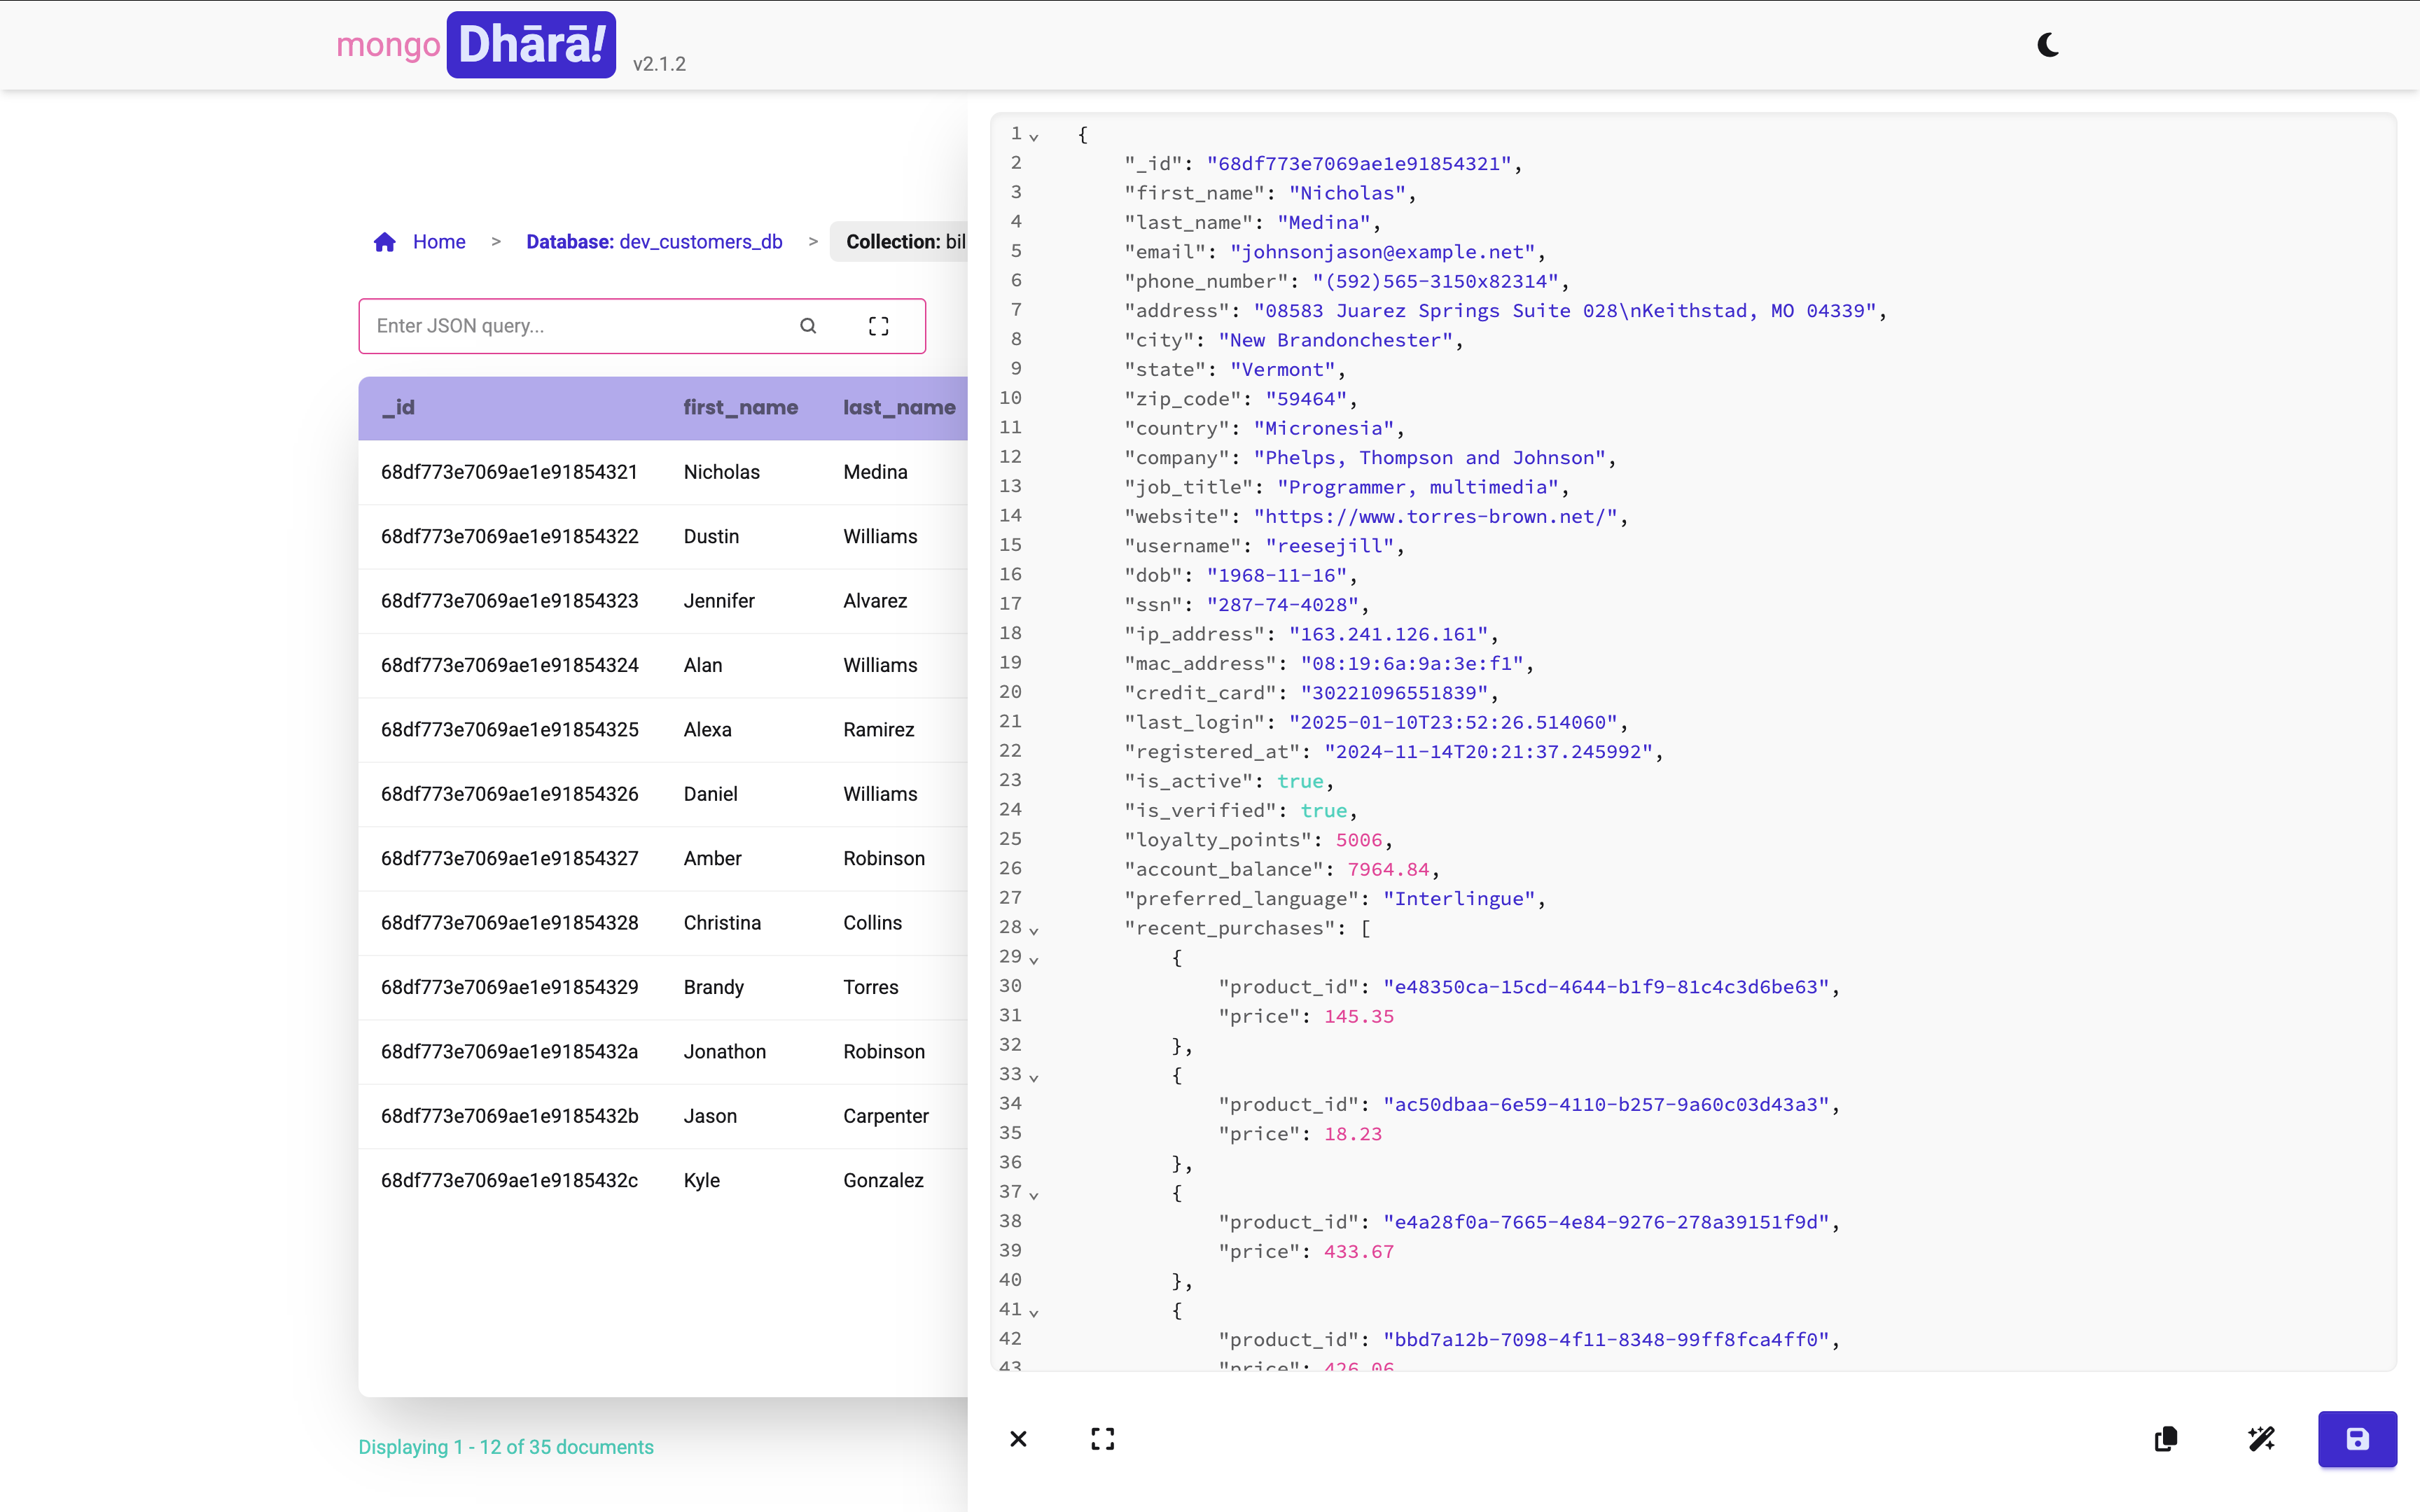 mongo Dhārā! v2.1.2
Home > Database: dev_customers_db > Collection: bil
Enter JSON query...
_id first_name last_name
68df773e7069ae1e91854321 Nicholas Medina
68df773e7069ae1e91854322 Dustin Williams
68df773e7069ae1e91854323 Jennifer Alvarez
68df773e7069ae1e91854324 Alan Williams
68df773e7069ae1e91854325 Alexa Ramirez
68df773e7069ae1e91854326 Daniel Williams
68df773e7069ae1e91854327 Amber Robinson
68df773e7069ae1e91854328 Christina Collins
68df773e7069ae1e91854329 Brandy Torres
68df773e7069ae1e9185432a Jonathon Robinson
68df773e7069ae1e9185432b Jason Carpenter
68df773e7069ae1e9185432c Kyle Gonzalez
Displaying 1 - 12 of 35 documents
1 {
2 "_id": "68df773e7069ae1e91854321",
3 "first_name": "Nicholas",
4 "last_name": "Medina",
5 "email": "johnsonjason@example.net",
6 "phone_number": "(592)565-3150x82314",
7 "address": "08583 Juarez Springs Suite 028\nKeithstad, MO 04339",
8 "city": "New Brandonchester",
9 "state": "Vermont",
10 "zip_code": "59464",
11 "country": "Micronesia",
12 "company": "Phelps, Thompson and Johnson",
13 "job_title": "Programmer, multimedia",
14 "website": "https://www.torres-brown.net/",
15 "username": "reesejill",
16 "dob": "1968-11-16",
17 "ssn": "287-74-4028",
18 "ip_address": "163.241.126.161",
19 "mac_address": "08:19:6a:9a:3e:f1",
20 "credit_card": "30221096551839",
21 "last_login": "2025-01-10T23:52:26.514060",
22 "registered_at": "2024-11-14T20:21:37.245992",
23 "is_active": true,
24 "is_verified": true,
25 "loyalty_points": 5006,
26 "account_balance": 7964.84,
27 "preferred_language": "Interlingue",
28 "recent_purchases": [
29 {
30 "product_id": "e48350ca-15cd-4644-b1f9-81c4c3d6be63",
31 "price": 145.35
32 },
33 {
34 "product_id": "ac50dbaa-6e59-4110-b257-9a60c03d43a3",
35 "price": 18.23
36 },
37 {
38 "product_id": "e4a28f0a-7665-4e84-9276-278a39151f9d",
39 "price": 433.67
40 },
41 {
42 "product_id": "bbd7a12b-7098-4f11-8348-99ff8fca4ff0",
43 "price": 426.06